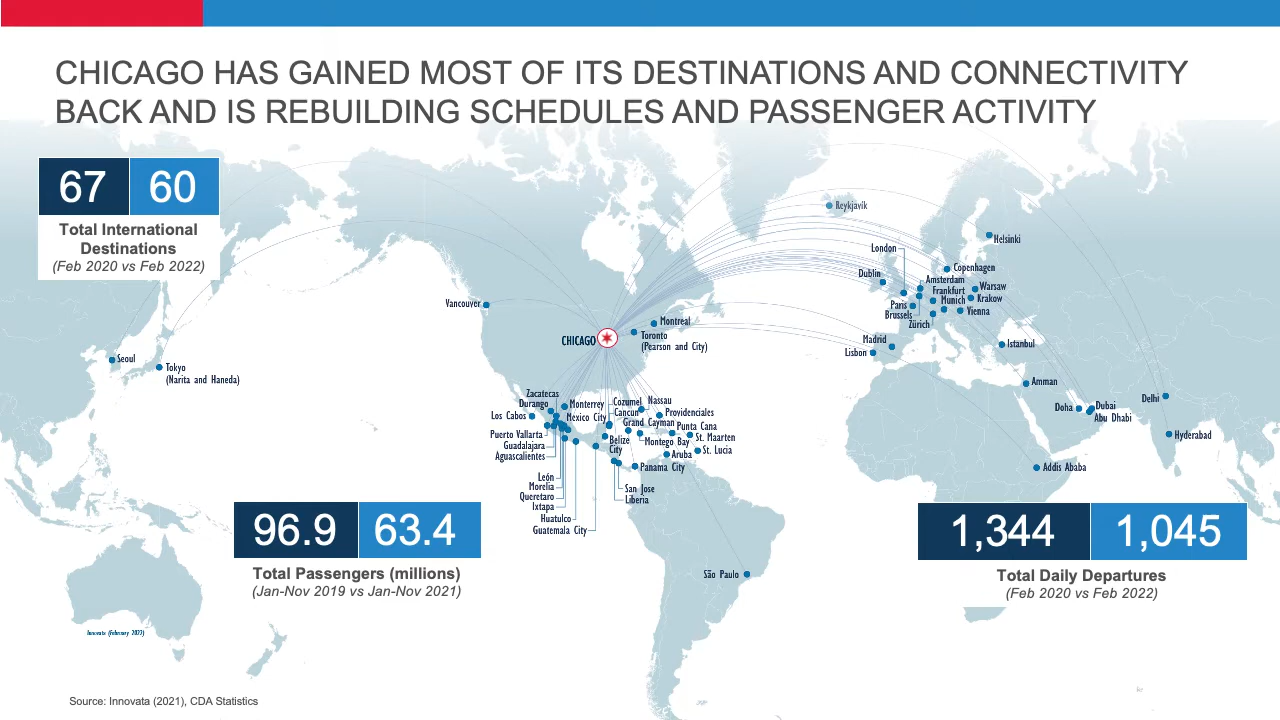 CHICAGO HAS GAINED MOST OF ITS DESTINATIONS AND CONNECTIVITY
BACK AND IS REBUILDING SCHEDULES AND PASSENGER ACTIVITY
67 60
Total International
Destinations
(Feb 2020 vs Feb 2022)
Reykjavík
Helsinki
London
Copenhagen
Dublin
Amsterdam
Frankfurt
Warsaw
Munich
Krakow
Paris
Brussels
Vienna
Zürich
Vancouver
Montreal
CHICAGO
Toronto
(Pearson and City)
Madrid
Lisbon
Istanbul
Seoul
Tokyo
(Narita and Haneda)
Amman
Doha
Dubai
Abu Dhabi
Delhi
Hyderabad
Addis Ababa
Zacatecas
Durango
Monterrey
Los Cabos
Mexico City
Cozumel
Cancun
Nassau
Providenciales
Grand Cayman
Punta Cana
Puerto Vallarta
Guadalajara
Aguascalientes
Belize
City
Montego Bay
St. Maarten
St. Lucia
Aruba
Panama City
León
Morelia
Queretaro
Ixtapa
San Jose
Liberia
Huatulco
Guatemala City
96.9 63.4
Total Passengers (millions)
(Jan-Nov 2019 vs Jan-Nov 2021)
1,344 1,045
Total Daily Departures
(Feb 2020 vs Feb 2022)
São Paulo
Innovata (February 2022)
Source: Innovata (2021), CDA Statistics